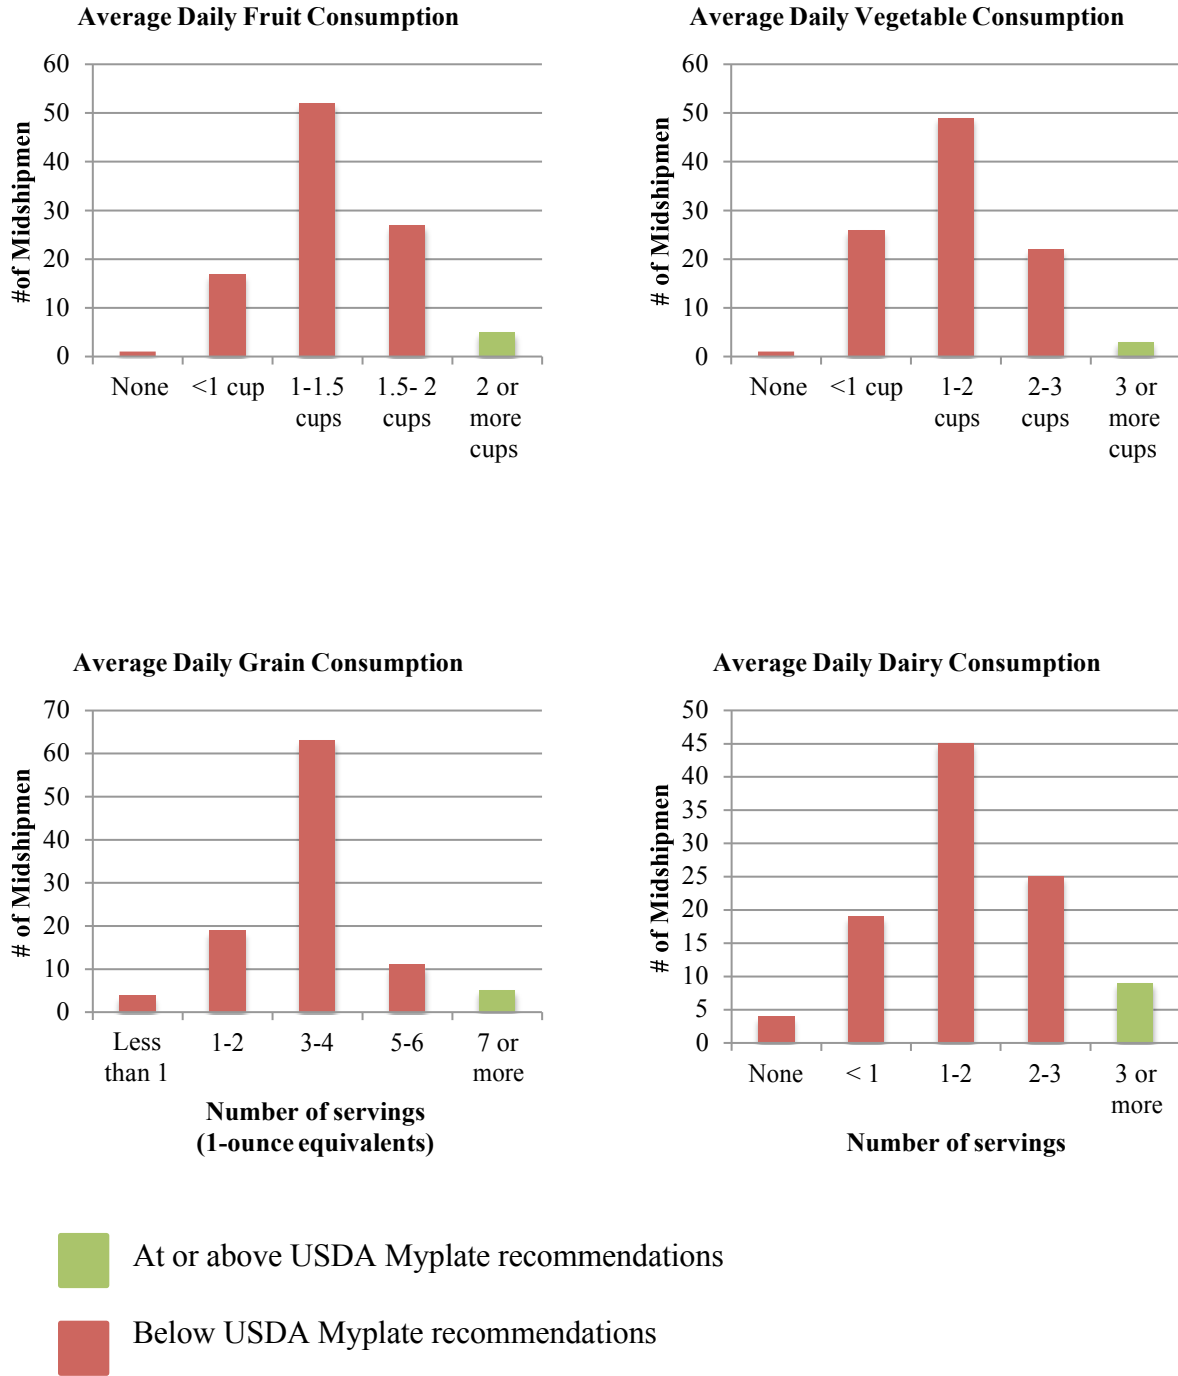 Average Daily Fruit Consumption
#of Midshipmen
60
50
40
30
20
10
0
None <1 cup 1-1.5 1.5- 2 2 or
cups cups more
cups
Average Daily Vegetable Consumption
# of Midshipmen
60
50
40
30
20
10
0
None <1 cup 1-2 2-3 cups 3 or
cups more
cups
Average Daily Grain Consumption
# of Midshipmen
70
60
50
40
30
20
10
0
Less 1-2 3-4 5-6 7 or
than 1 more
Number of servings
(1-ounce equivalents)
Average Daily Dairy Consumption
# of Midshipmen
50
45
40
35
30
25
20
15
10
5
0
None < 1 1-2 2-3 3 or
more
Number of servings
At or above USDA Myplate recommendations
Below USDA Myplate recommendations